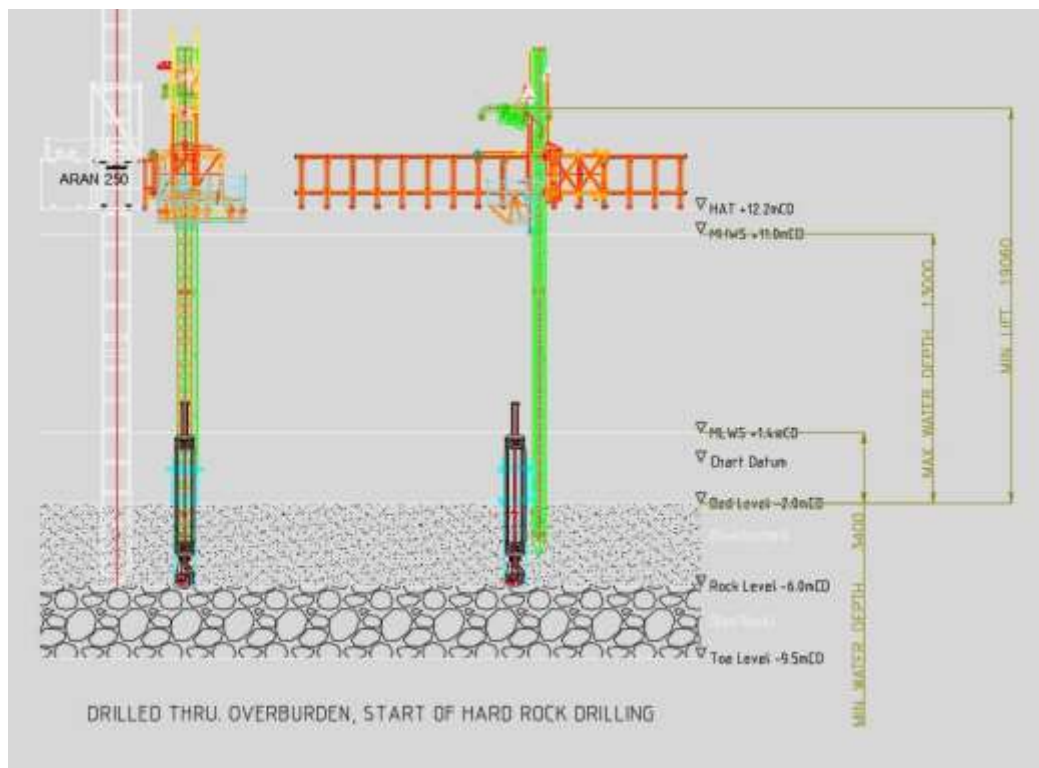 ARAN 250
HAT +12.2mCD
MHWS +11.0mCD
MLWS +1.4mCD
Chart Datum
Bed Level -2.0mCD
Overburden
Rock Level -6.0mCD
Toe Level -9.5mCD
MIN. WATER DEPTH 3400
MAX. WATER DEPTH 13000
MIN. LIFT 19060
DRILLED THRU. OVERBURDEN, START OF HARD ROCK DRILLING